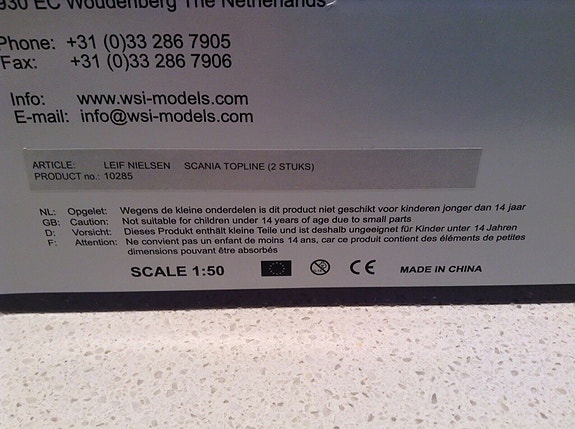 930 EC Woudenberg The Netherlands
Phone: +31 (0)33 286 7905
Fax: +31 (0)33 286 7906
Info: www.wsi-models.com
E-mail: info@wsi-models.com
ARTICLE: LEIF NIELSEN SCANIA TOPLINE (2 STUKS)
PRODUCT no.: 10285
NL: Opgelet: Wegens de kleine onderdelen is dit product niet geschikt voor kinderen jonger dan 14 jaar
GB: Caution: Not suitable for children under 14 years of age due to small parts
D: Vorsicht: Dieses Produkt enthält kleine Teile und ist deshalb ungeeignet für Kinder unter 14 Jahren
F: Attention: Ne convient pas un enfant de moins 14 ans, car ce produit contient des éléments de petites
dimensions pouvant être absorbés
SCALE 1:50 CE MADE IN CHINA